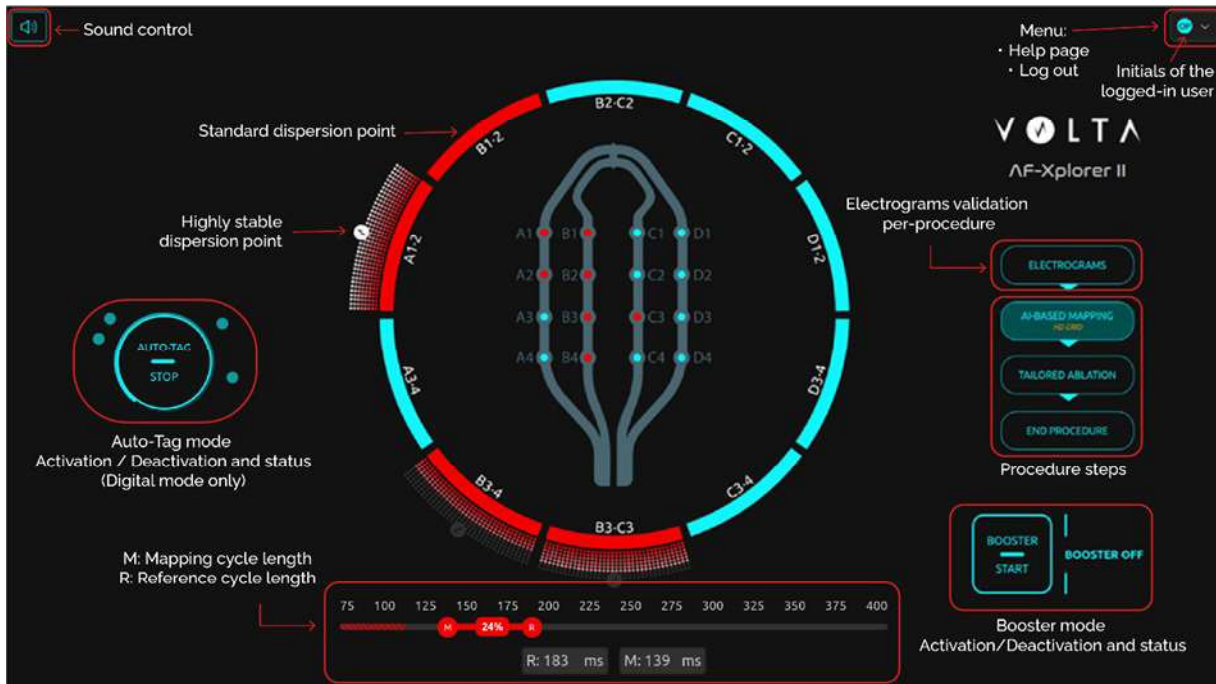 Sound control
Menu:
• Help page
• Log out
OP
Initials of the
logged-in user
VOLTA
AF-Xplorer II
Standard dispersion point
Highly stable
dispersion point
B2-C2
B1-2
C1-2
A1-2
D1-2
A3-4
D3-4
B3-4
C3-4
B3-C3
A1 B1 C1 D1
A2 B2 C2 D2
A3 B3 C3 D3
A4 B4 C4 D4
Electrograms validation
per-procedure
ELECTROGRAMS
AI-BASED MAPPING
HD GRID
TAILORED ABLATION
END PROCEDURE
Procedure steps
AUTO-TAG
STOP
Auto-Tag mode
Activation / Deactivation and status
(Digital mode only)
M: Mapping cycle length
R: Reference cycle length
75 100 125 150 175 200 225 250 275 300 325 350 375 400
M 24% R
R: 183 ms M: 139 ms
BOOSTER
START
BOOSTER OFF
Booster mode
Activation/Deactivation and status